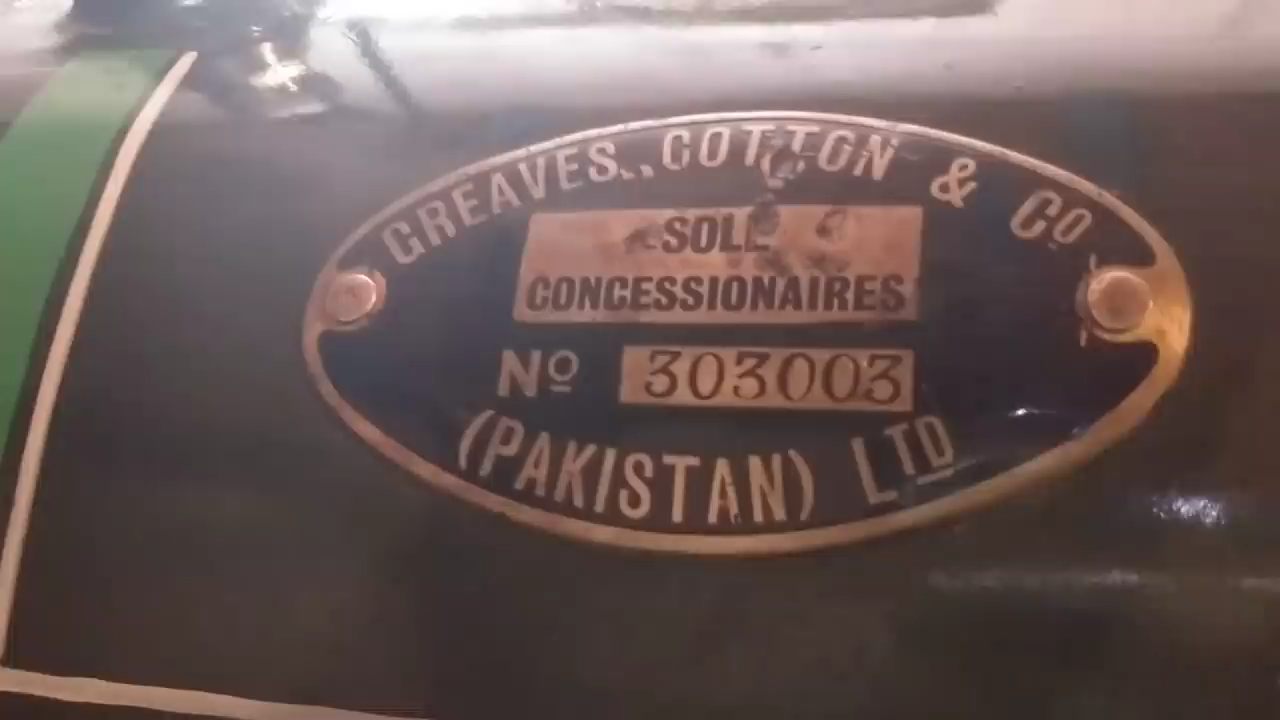 GREAVES, COTTON & Co
SOLE
CONCESSIONAIRES
No 303003
(PAKISTAN) LTD